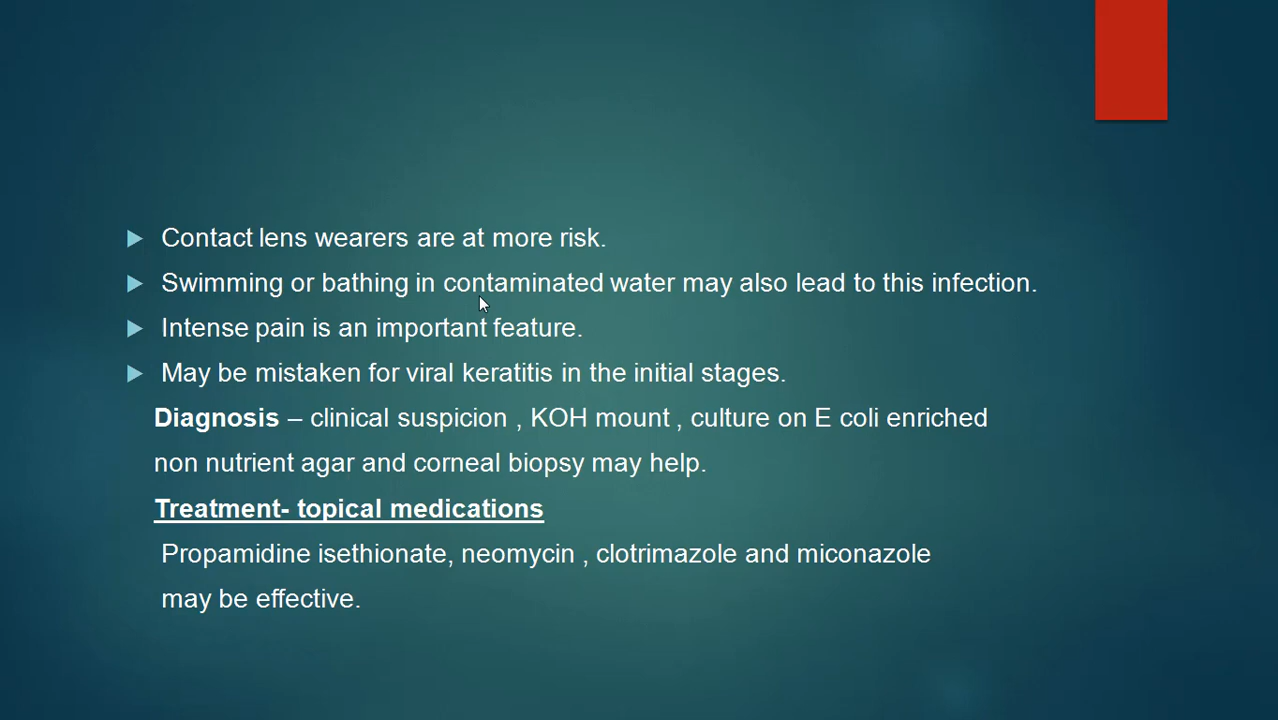 Contact lens wearers are at more risk.
Swimming or bathing in contaminated water may also lead to this infection.
Intense pain is an important feature.
May be mistaken for viral keratitis in the initial stages.
Diagnosis – clinical suspicion , KOH mount , culture on E coli enriched
non nutrient agar and corneal biopsy may help.
Treatment- topical medications
Propamidine isethionate, neomycin , clotrimazole and miconazole
may be effective.